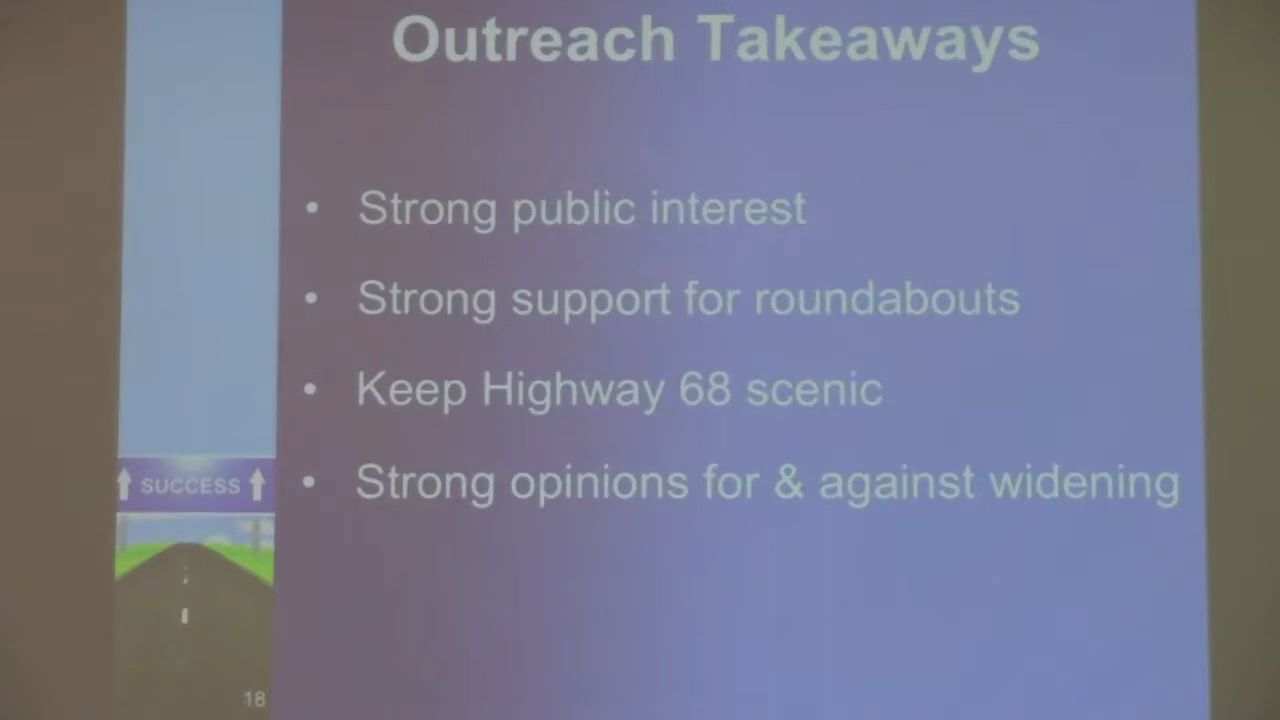 Outreach Takeaways
• Strong public interest
• Strong support for roundabouts
• Keep Highway 68 scenic
• Strong opinions for & against widening
SUCCESS
18